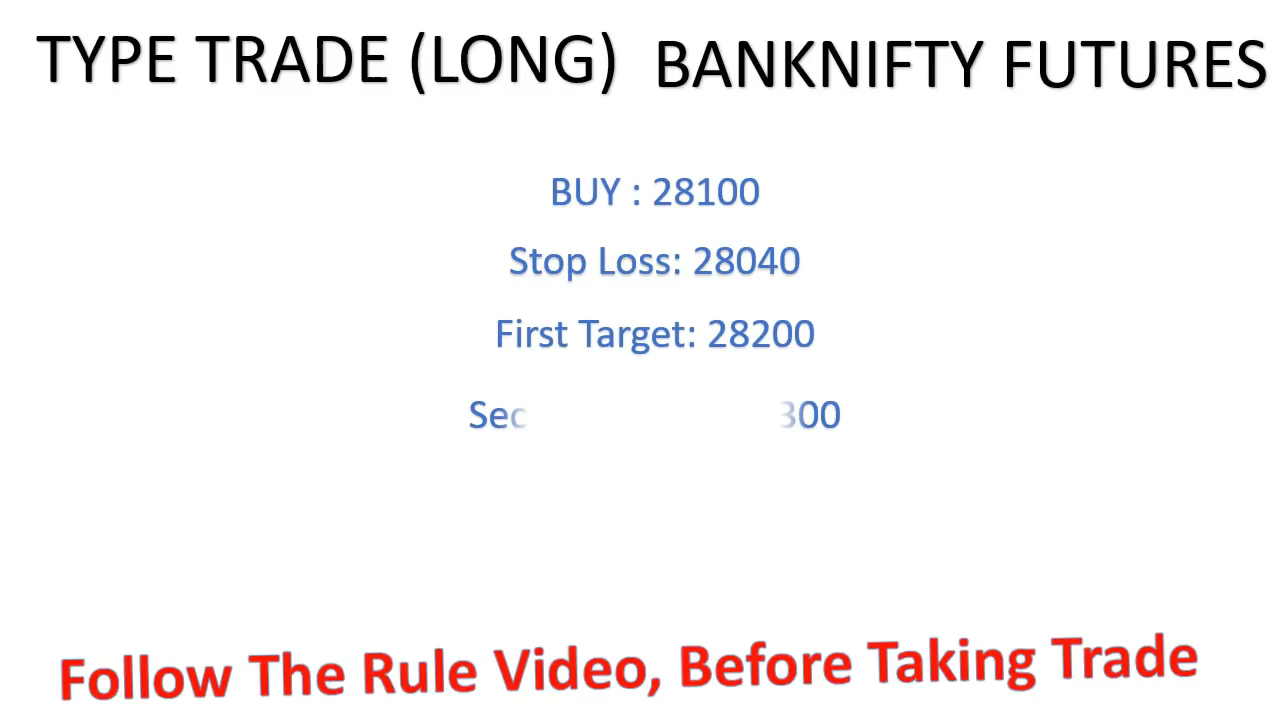 TYPE TRADE (LONG) BANKNIFTY FUTURES
BUY : 28100
Stop Loss: 28040
First Target: 28200
Follow The Rule Video, Before Taking Trade